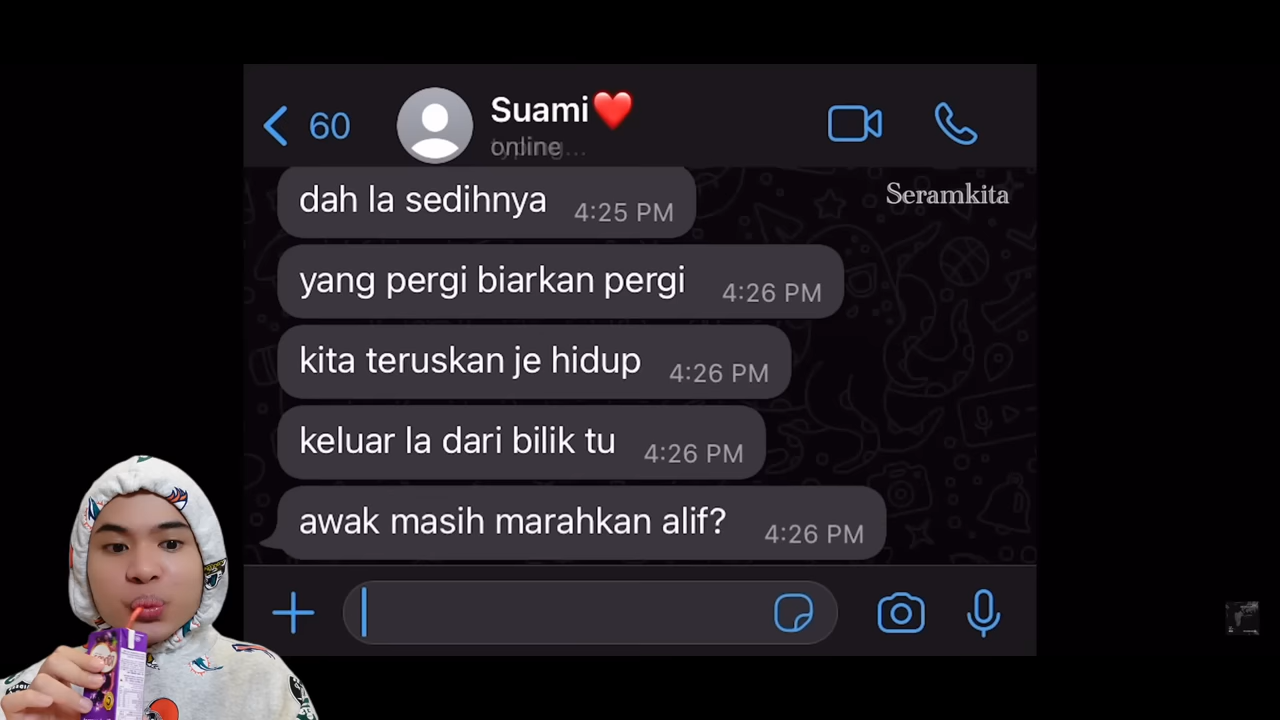 60
Suami❤️
online
Seramkita
dah la sedihnya 4:25 PM
yang pergi biarkan pergi 4:26 PM
kita teruskan je hidup 4:26 PM
keluar la dari bilik tu 4:26 PM
awak masih marahkan alif? 4:26 PM